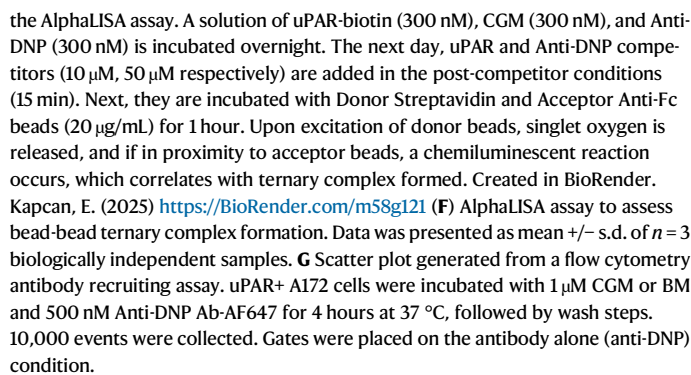 the AlphaLISA assay. A solution of uPAR-biotin (300 nM), CGM (300 nM), and Anti-
DNP (300 nM) is incubated overnight. The next day, uPAR and Anti-DNP compe-
titors (10 μM, 50 μM respectively) are added in the post-competitor conditions
(15 min). Next, they are incubated with Donor Streptavidin and Acceptor Anti-Fc
beads (20 μg/mL) for 1 hour. Upon excitation of donor beads, singlet oxygen is
released, and if in proximity to acceptor beads, a chemiluminescent reaction
occurs, which correlates with ternary complex formed. Created in BioRender.
Kapcan, E. (2025) https://BioRender.com/m58g121 (F) AlphaLISA assay to assess
bead-bead ternary complex formation. Data was presented as mean +/− s.d. of n = 3
biologically independent samples. G Scatter plot generated from a flow cytometry
antibody recruiting assay. uPAR+ A172 cells were incubated with 1 μM CGM or BM
and 500 nM Anti-DNP Ab-AF647 for 4 hours at 37 °C, followed by wash steps.
10,000 events were collected. Gates were placed on the antibody alone (anti-DNP)
condition.